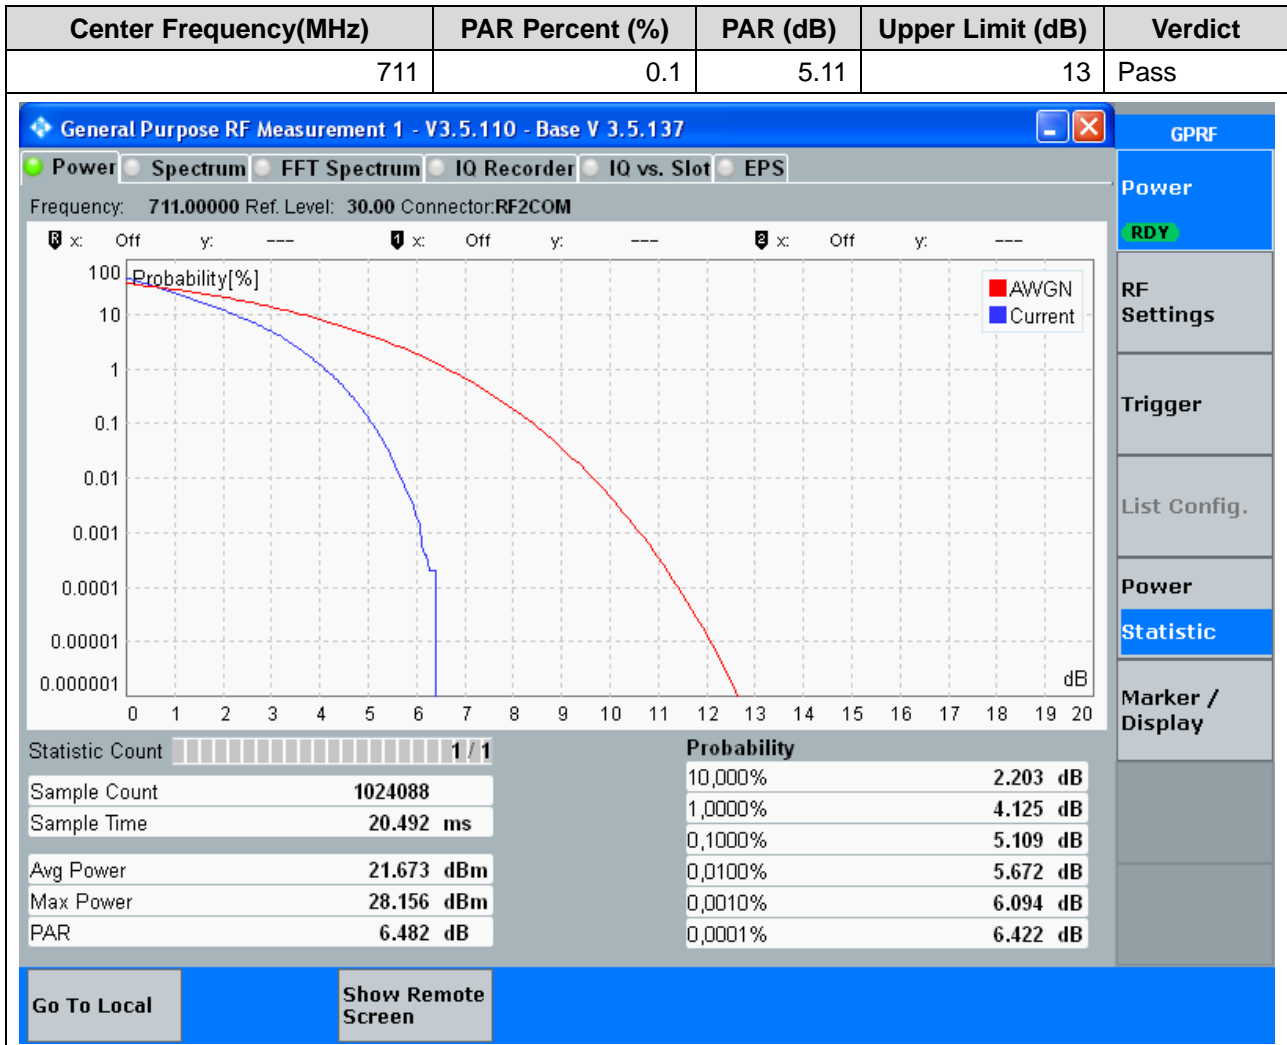 Center Frequency(MHz) PAR Percent (%) PAR (dB) Upper Limit (dB) Verdict
711 0.1 5.11 13 Pass
General Purpose RF Measurement 1 - V3.5.110 - Base V 3.5.137
GPRF
Power Spectrum FFT Spectrum IQ Recorder IQ vs. Slot EPS
Power
RDY
Frequency: 711.00000 Ref. Level: 30.00 Connector:RF2COM
R x: Off y: --- 1 x: Off y: --- 2 x: Off y: ---
Probability[%]
AWGN
Current
100
10
1
0.1
0.01
0.001
0.0001
0.00001
0.000001
dB
0 1 2 3 4 5 6 7 8 9 10 11 12 13 14 15 16 17 18 19 20
RF
Settings
Trigger
List Config.
Power
Statistic
Marker /
Display
Statistic Count 1 / 1
Sample Count 1024088
Sample Time 20.492 ms
Avg Power 21.673 dBm
Max Power 28.156 dBm
PAR 6.482 dB
Probability
10,000% 2.203 dB
1,0000% 4.125 dB
0,1000% 5.109 dB
0,0100% 5.672 dB
0,0010% 6.094 dB
0,0001% 6.422 dB
Go To Local
Show Remote
Screen